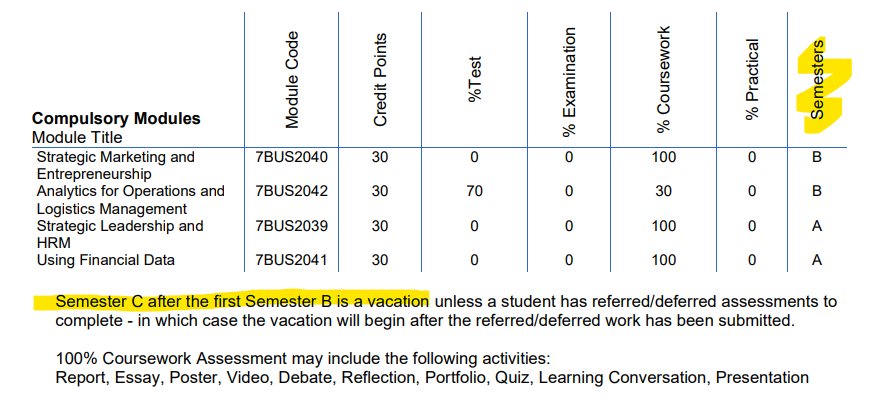 Compulsory Modules
Module Title Module Code Credit Points %Test % Examination % Coursework % Practical Semesters
Strategic Marketing and 7BUS2040 30 0 0 100 0 B
Entrepreneurship
Analytics for Operations and 7BUS2042 30 70 0 30 0 B
Logistics Management
Strategic Leadership and 7BUS2039 30 0 0 100 0 A
HRM
Using Financial Data 7BUS2041 30 0 0 100 0 A
Semester C after the first Semester B is a vacation unless a student has referred/deferred assessments to
complete - in which case the vacation will begin after the referred/deferred work has been submitted.
100% Coursework Assessment may include the following activities:
Report, Essay, Poster, Video, Debate, Reflection, Portfolio, Quiz, Learning Conversation, Presentation